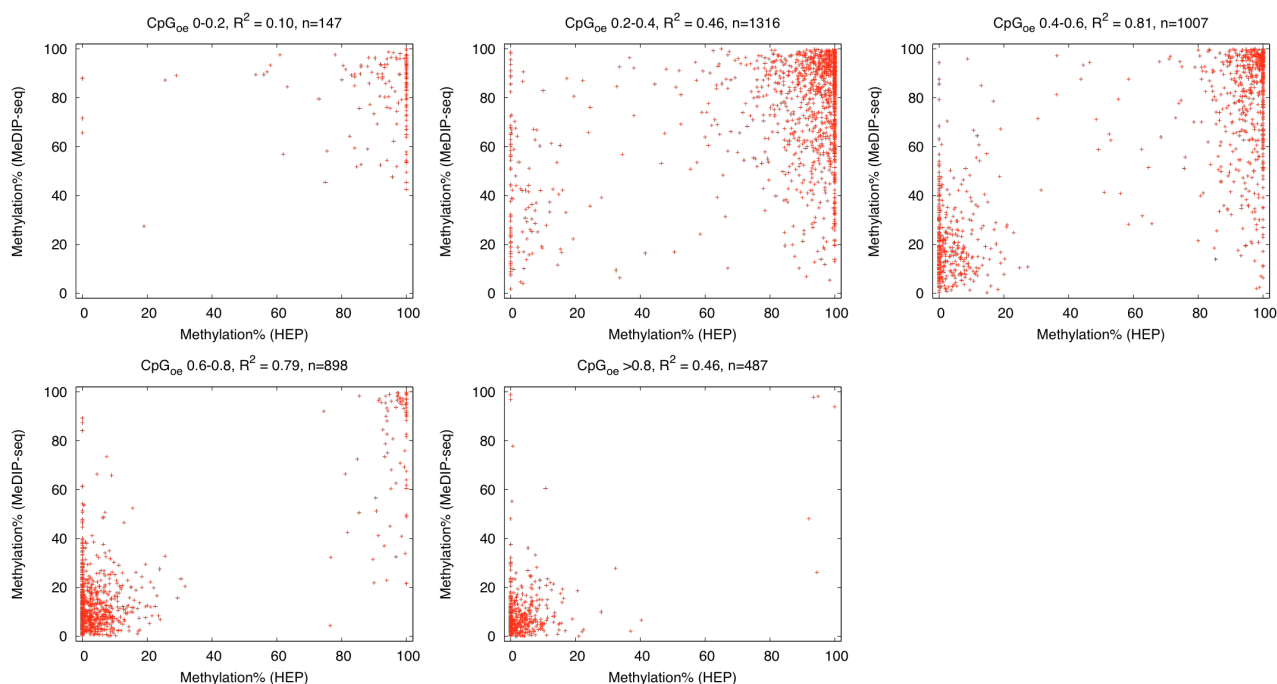 CpG_oe 0-0.2, R^2 = 0.10, n=147
Methylation% (MeDIP-seq)
100
80
60
40
20
0
0 20 40 60 80 100
Methylation% (HEP)
CpG_oe 0.2-0.4, R^2 = 0.46, n=1316
Methylation% (MeDIP-seq)
100
80
60
40
20
0
0 20 40 60 80 100
Methylation% (HEP)
CpG_oe 0.4-0.6, R^2 = 0.81, n=1007
Methylation% (MeDIP-seq)
100
80
60
40
20
0
0 20 40 60 80 100
Methylation% (HEP)
CpG_oe 0.6-0.8, R^2 = 0.79, n=898
Methylation% (MeDIP-seq)
100
80
60
40
20
0
0 20 40 60 80 100
Methylation% (HEP)
CpG_oe >0.8, R^2 = 0.46, n=487
Methylation% (MeDIP-seq)
100
80
60
40
20
0
0 20 40 60 80 100
Methylation% (HEP)